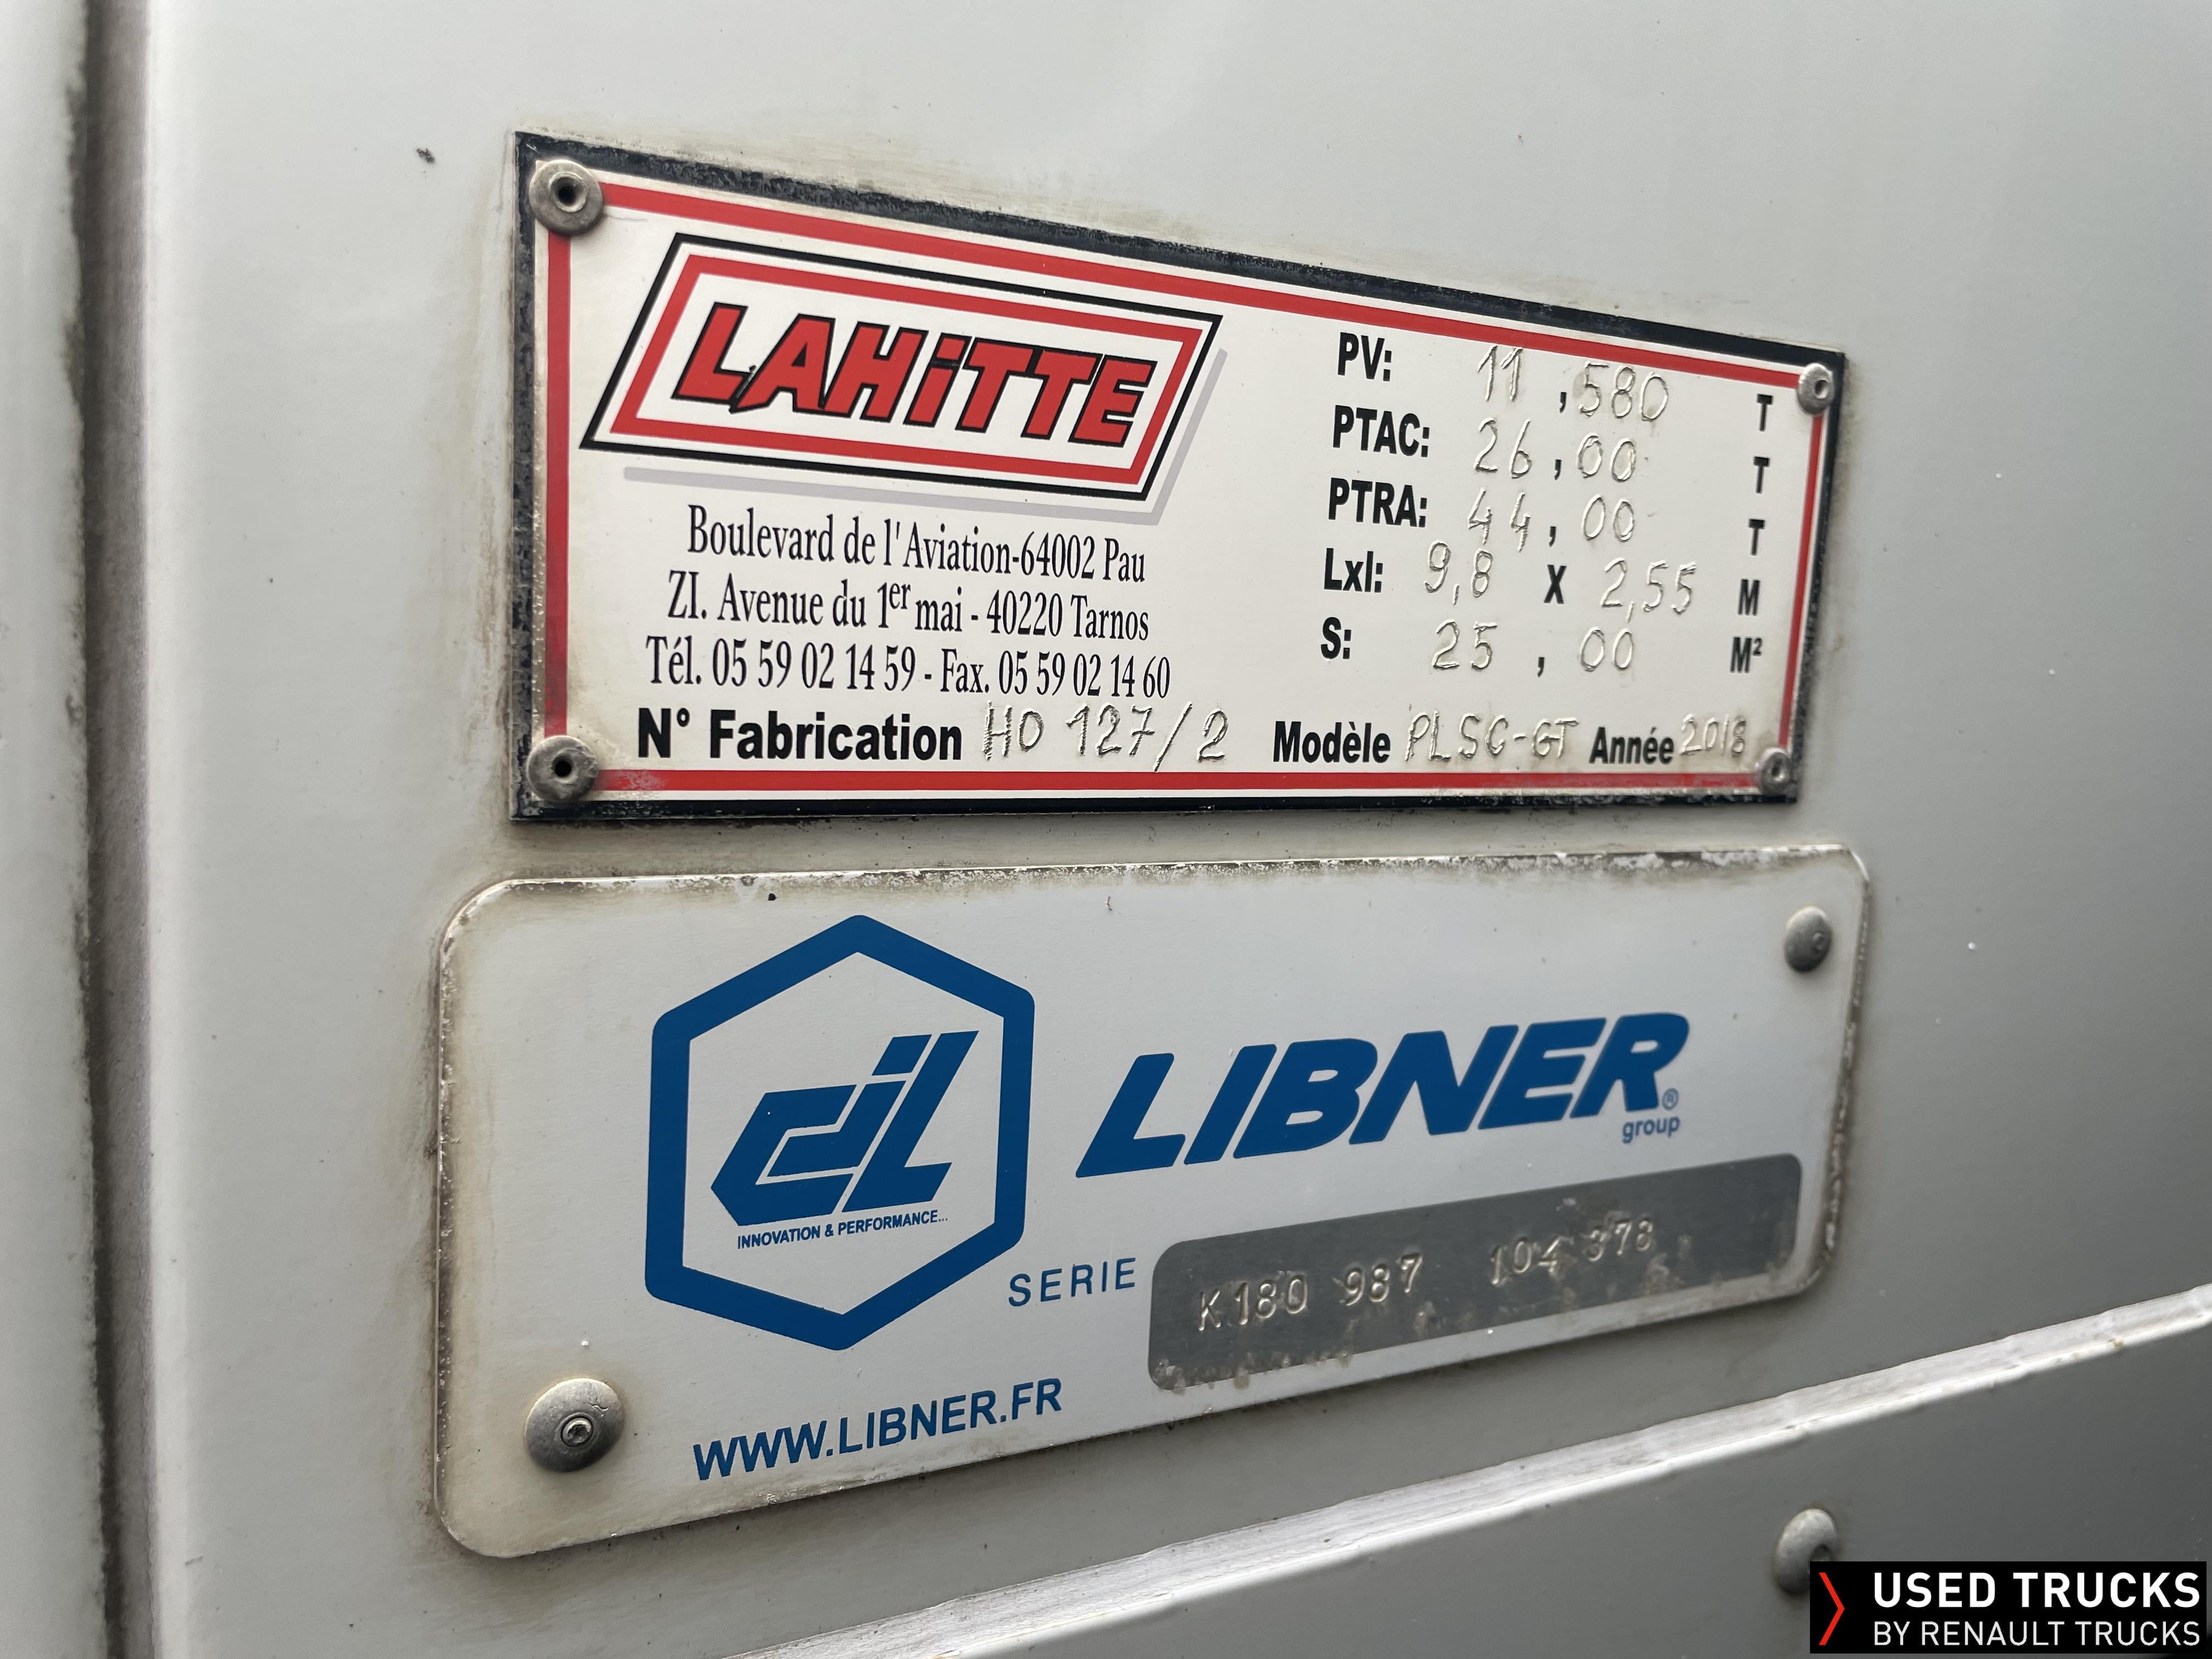 LAHiTTE
Boulevard de l'Aviation-64002 Pau
ZI. Avenue du 1er mai - 40220 Tarnos
Tél. 05 59 02 14 59 - Fax. 05 59 02 14 60
PV: 11,580 T
PTAC: 26,00 T
PTRA: 44,00 T
Lxl: 9,8 X 2,55 M
S: 25,00 M²
N° Fabrication HO 127/2 Modèle PLSC-GT Année 2018
INNOVATION & PERFORMANCE...
LIBNER®
group
SERIE K180 987 104 378
WWW.LIBNER.FR
USED TRUCKS
BY RENAULT TRUCKS